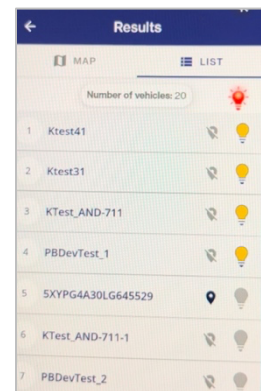 Results
MAP
LIST
Number of vehicles: 20
1 Ktest41
2 Ktest31
3 KTest_AND-711
4 PBDevTest_1
5 5XYPG4A30LG645529
6 KTest_AND-711-1
7 PBDevTest_2